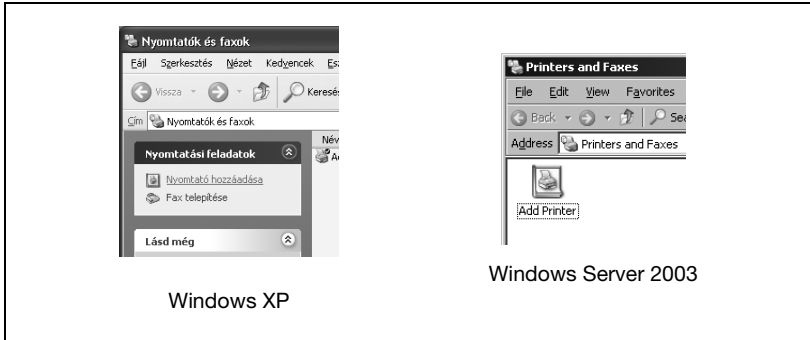 Nyomtatók és faxok
Fájl Szerkesztés Nézet Kedvencek
Vissza Keresés
Cím Nyomtatók és faxok
Név
Nyomtatási feladatok
Nyomtató hozzáadása
Fax telepítése
Lásd még
Windows XP
Printers and Faxes
File Edit View Favorites
Back
Address Printers and Faxes
Add Printer
Windows Server 2003